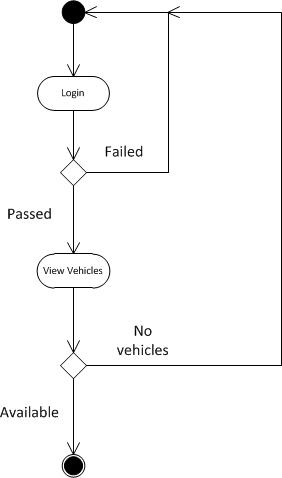 Login
Failed
Passed
View Vehicles
No
vehicles
Available